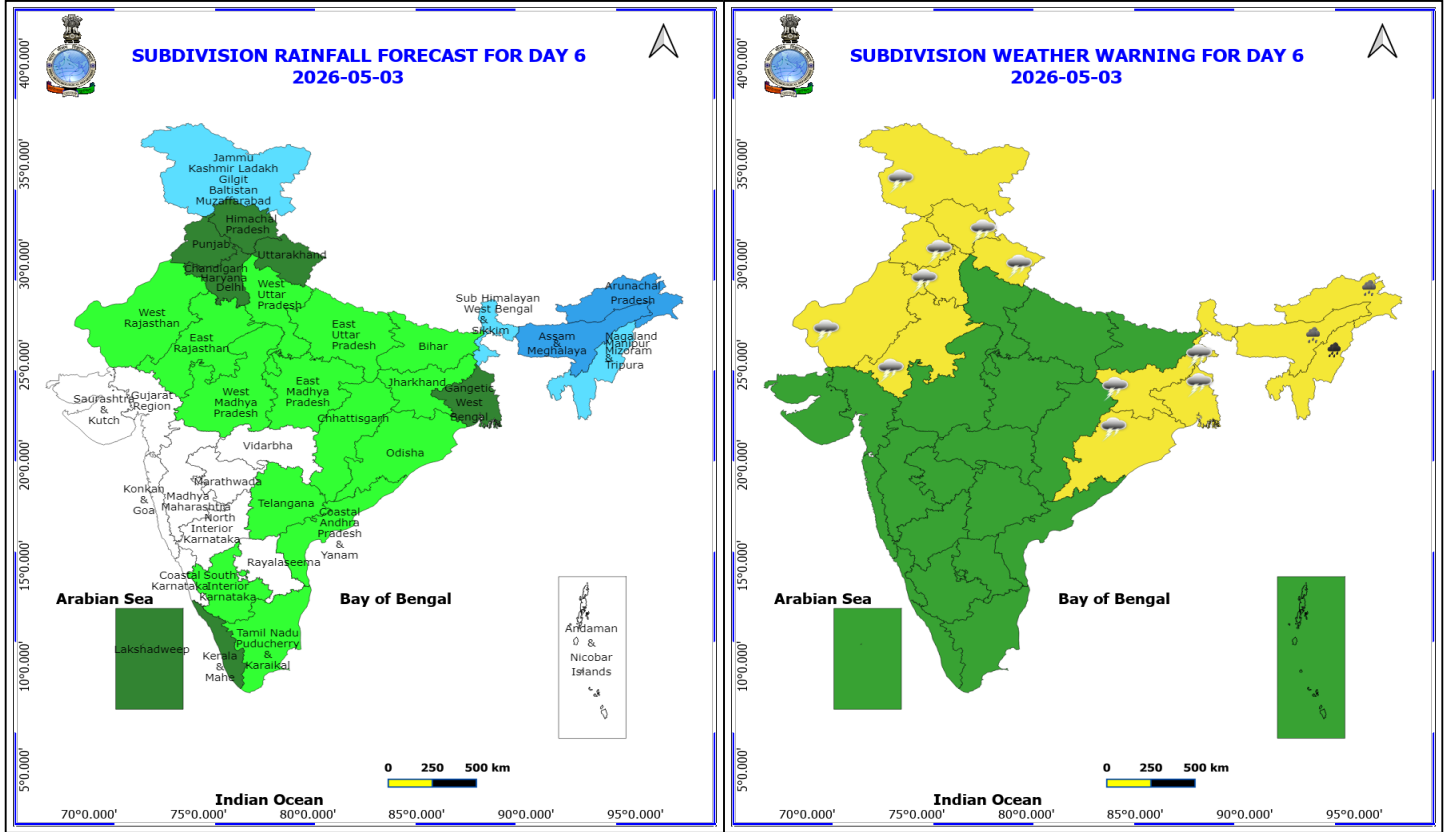 SUBDIVISION RAINFALL FORECAST FOR DAY 6
2026-05-03
40°0.000'
35°0.000'
30°0.000'
25°0.000'
20°0.000'
15°0.000'
10°0.000'
5°0.000'
Jammu
Kashmir Ladakh
Gilgit
Baltistan
Muzaffarabad
Himachal
Pradesh
Punjab
Uttarakhand
Chandigarh
Haryana
Delhi
West
Uttar
Pradesh
West
Rajasthan
East
Rajasthan
East
Uttar
Pradesh
Bihar
Sub Himalayan
West Bengal
&
Sikkim
Arunachal
Pradesh
Assam
&
Meghalaya
Nagaland
Manipur
Mizoram
&
Tripura
Saurashtra
&
Kutch
Gujarat
Region
West
Madhya
Pradesh
East
Madhya
Pradesh
Jharkhand
Gangetic
West
Bengal
Chhattisgarh
Odisha
Vidarbha
Marathwada
Konkan
&
Goa
Madhya
Maharashtra
North
Interior
Karnataka
Telangana
Coastal
Andhra
Pradesh
&
Yanam
Rayalaseema
Coastal
Karnataka
South
Interior
Karnataka
Tamil Nadu
Puducherry
&
Karaikal
Kerala
&
Mahe
Lakshadweep
Andaman
&
Nicobar
Islands
Arabian Sea
Bay of Bengal
Indian Ocean
0 250 500 km
70°0.000' 75°0.000' 80°0.000' 85°0.000' 90°0.000' 95°0.000'
SUBDIVISION WEATHER WARNING FOR DAY 6
2026-05-03
40°0.000'
35°0.000'
30°0.000'
25°0.000'
20°0.000'
15°0.000'
10°0.000'
5°0.000'
Arabian Sea
Bay of Bengal
Indian Ocean
0 250 500 km
70°0.000' 75°0.000' 80°0.000' 85°0.000' 90°0.000' 95°0.000'